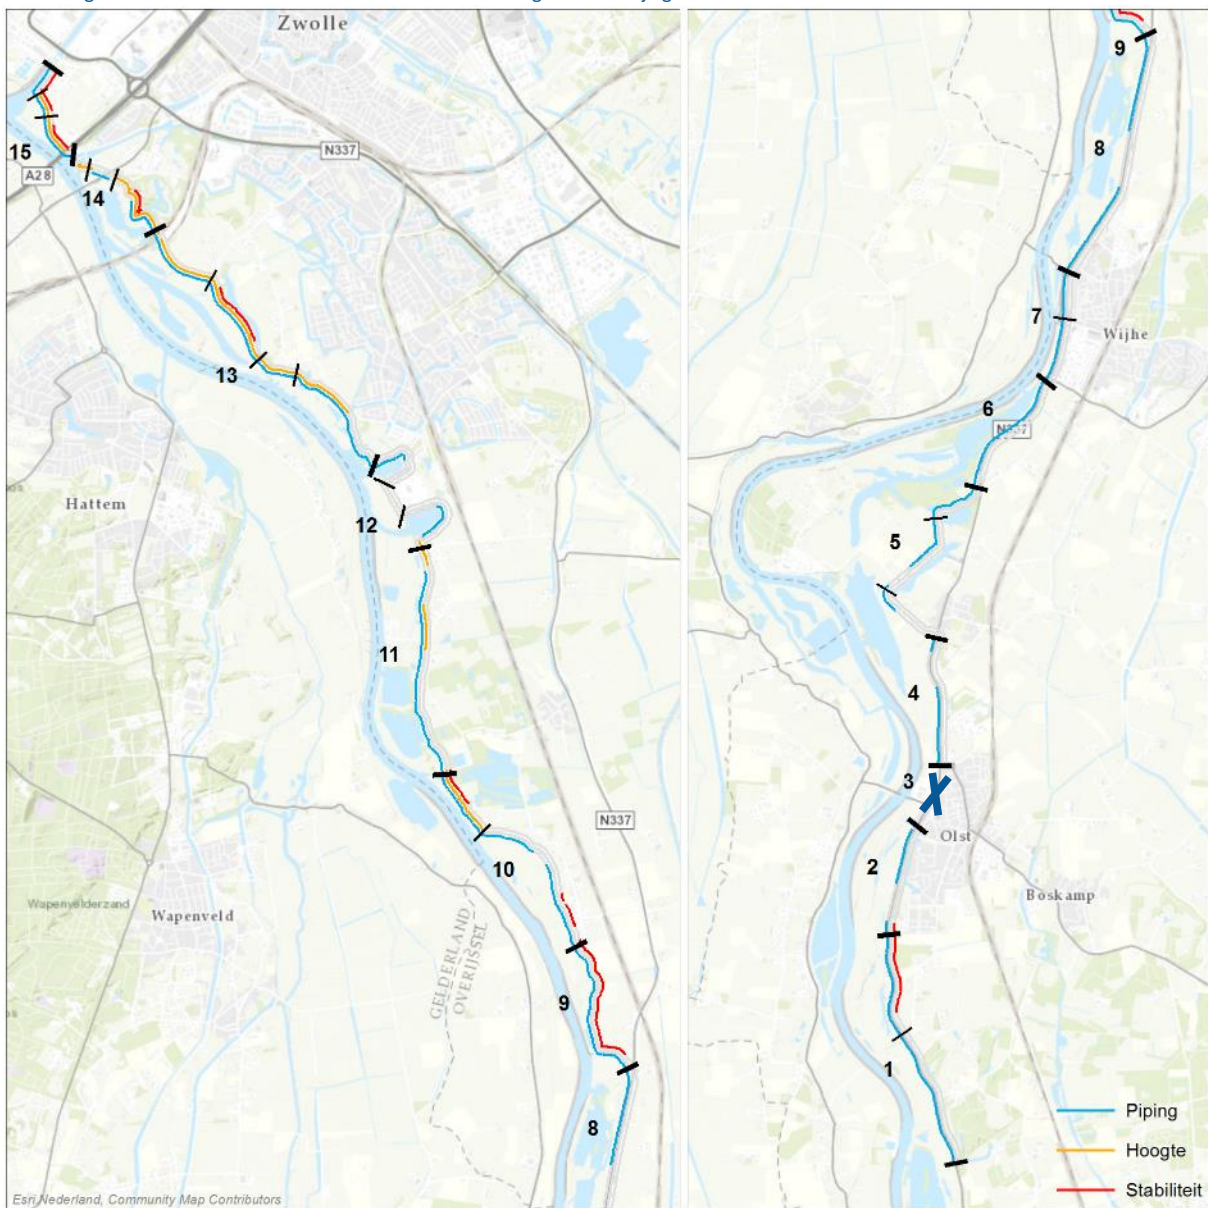 Zwolle
N337
15
A28
14
13
Hattem
12
11
N337
10
Wapenvelderzand
Wapenveld
GELDERLAND
OVERIJSSEL
9
8
Esri Nederland, Community Map Contributors
9
8
7
Wijhe
6
N337
5
4
3
Olst
2
Boskamp
1
Piping
Hoogte
Stabiliteit